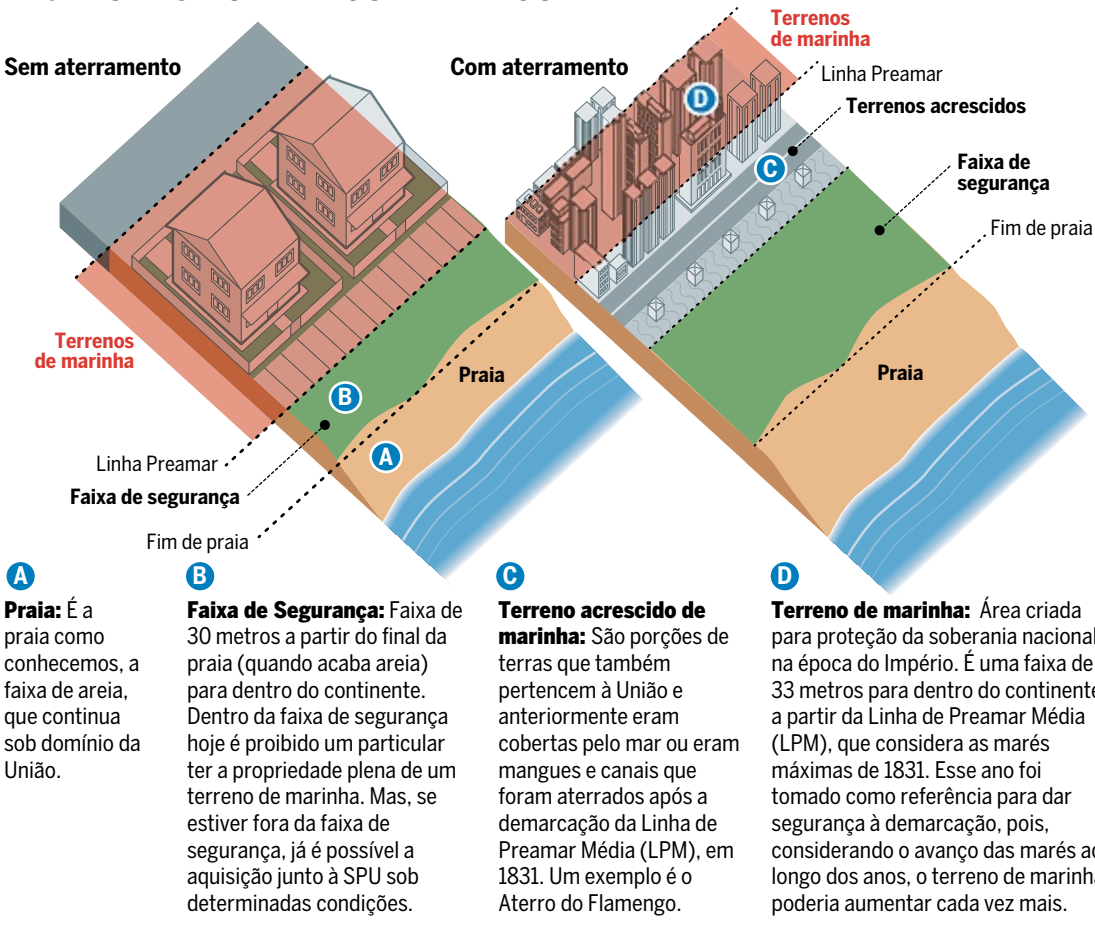 Terrenos
de marinha
Sem aterramento
Com aterramento
Linha Preamar
Terrenos acrescidos
Faixa de
segurança
Fim de praia
D
C
Terrenos
de marinha
Praia
Praia
B
A
Linha Preamar
Faixa de segurança
Fim de praia
A
Praia: É a
praia como
conhecemos, a
faixa de areia,
que continua
sob domínio da
União.
B
Faixa de Segurança: Faixa de
30 metros a partir do final da
praia (quando acaba areia)
para dentro do continente.
Dentro da faixa de segurança
hoje é proibido um particular
ter a propriedade plena de um
terreno de marinha. Mas, se
estiver fora da faixa de
segurança, já é possível a
aquisição junto à SPU sob
determinadas condições.
C
Terreno acrescido de
marinha: São porções de
terras que também
pertencem à União e
anteriormente eram
cobertas pelo mar ou eram
mangues e canais que
foram aterrados após a
demarcação da Linha de
Preamar Média (LPM), em
1831. Um exemplo é o
Aterro do Flamengo.
D
Terreno de marinha: Área criada
para proteção da soberania nacional
na época do Império. É uma faixa de
33 metros para dentro do continente
a partir da Linha de Preamar Média
(LPM), que considera as marés
máximas de 1831. Esse ano foi
tomado como referência para dar
segurança à demarcação, pois,
considerando o avanço das marés ao
longo dos anos, o terreno de marinha
poderia aumentar cada vez mais.